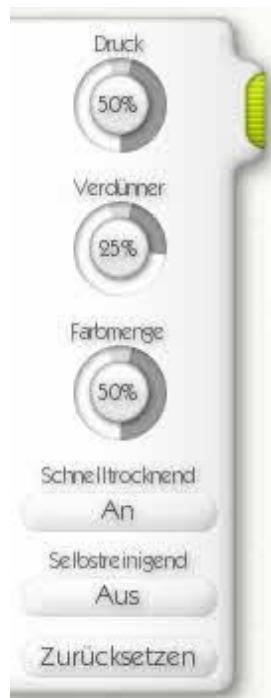 Druck
50%
Verdünner
25%
Farbmenge
50%
Schnelltrocknend
An
Selbstreinigend
Aus
Zurücksetzen